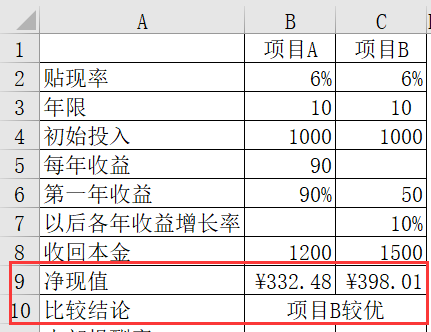 A B C
1 项目A 项目B
2 贴现率 6% 6%
3 年限 10 10
4 初始投入 1000 1000
5 每年收益 90
6 第一年收益 90% 50
7 以后各年收益增长率 10%
8 收回本金 1200 1500
9 净现值 ¥332.48 ¥398.01
10 比较结论 项目B较优